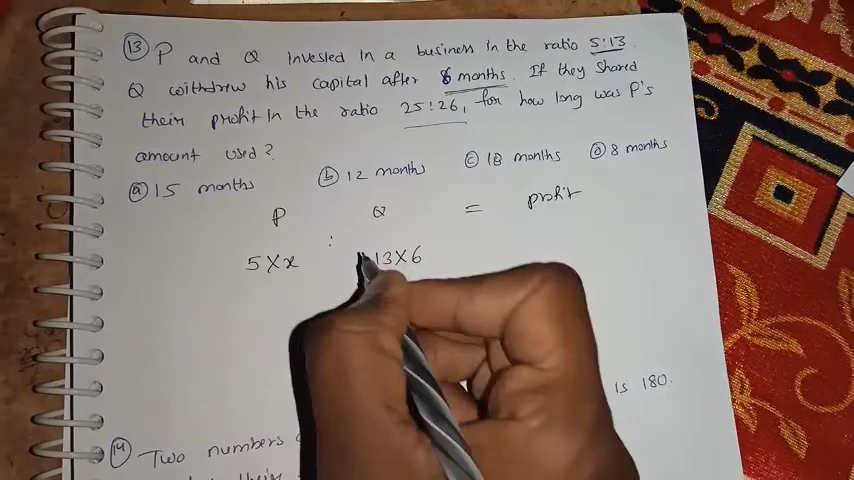 13 P and Q invested in a business in the ratio 5:13.
Q withdrew his capital after 6 months. If they shared
their profit in the ratio 25:26, for how long was P's
amount used?
a 15 months b 12 months c 18 months d 8 months
P Q = profit
5×x : 13×6
is 180.
14 Two numbers